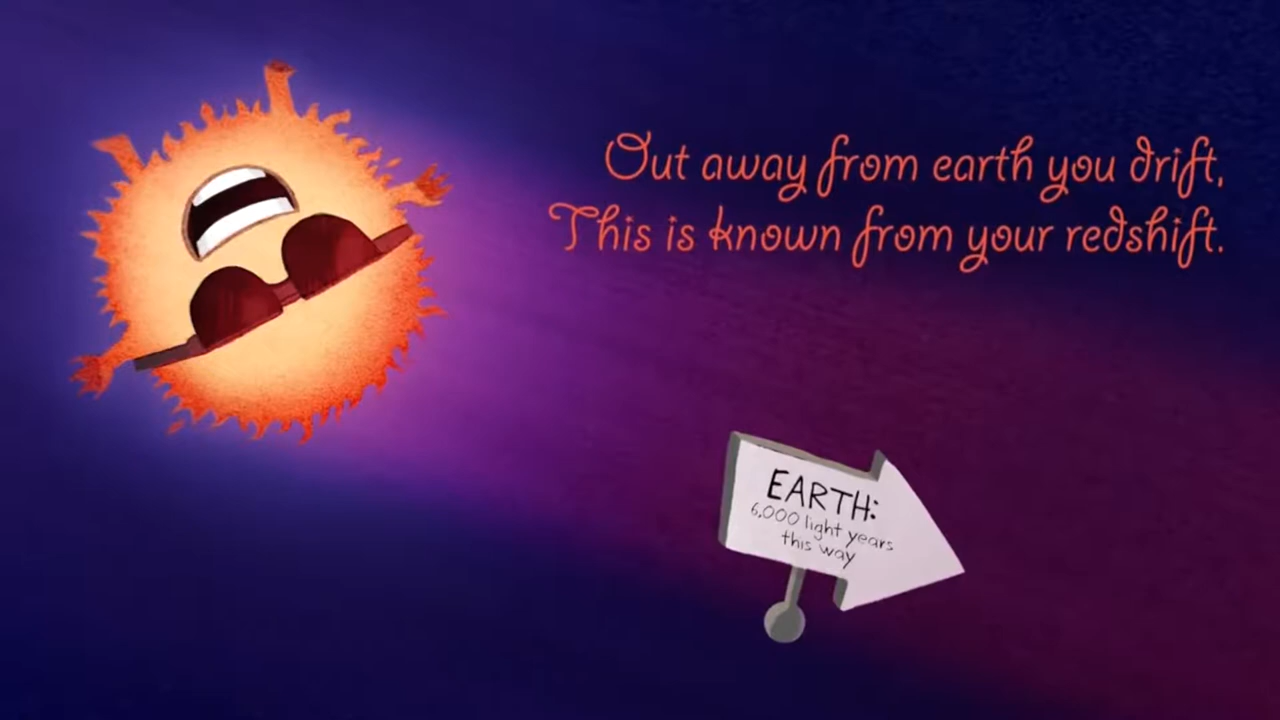 Out away from earth you drift,
This is known from your redshift.
EARTH:
6,000 light years
this way